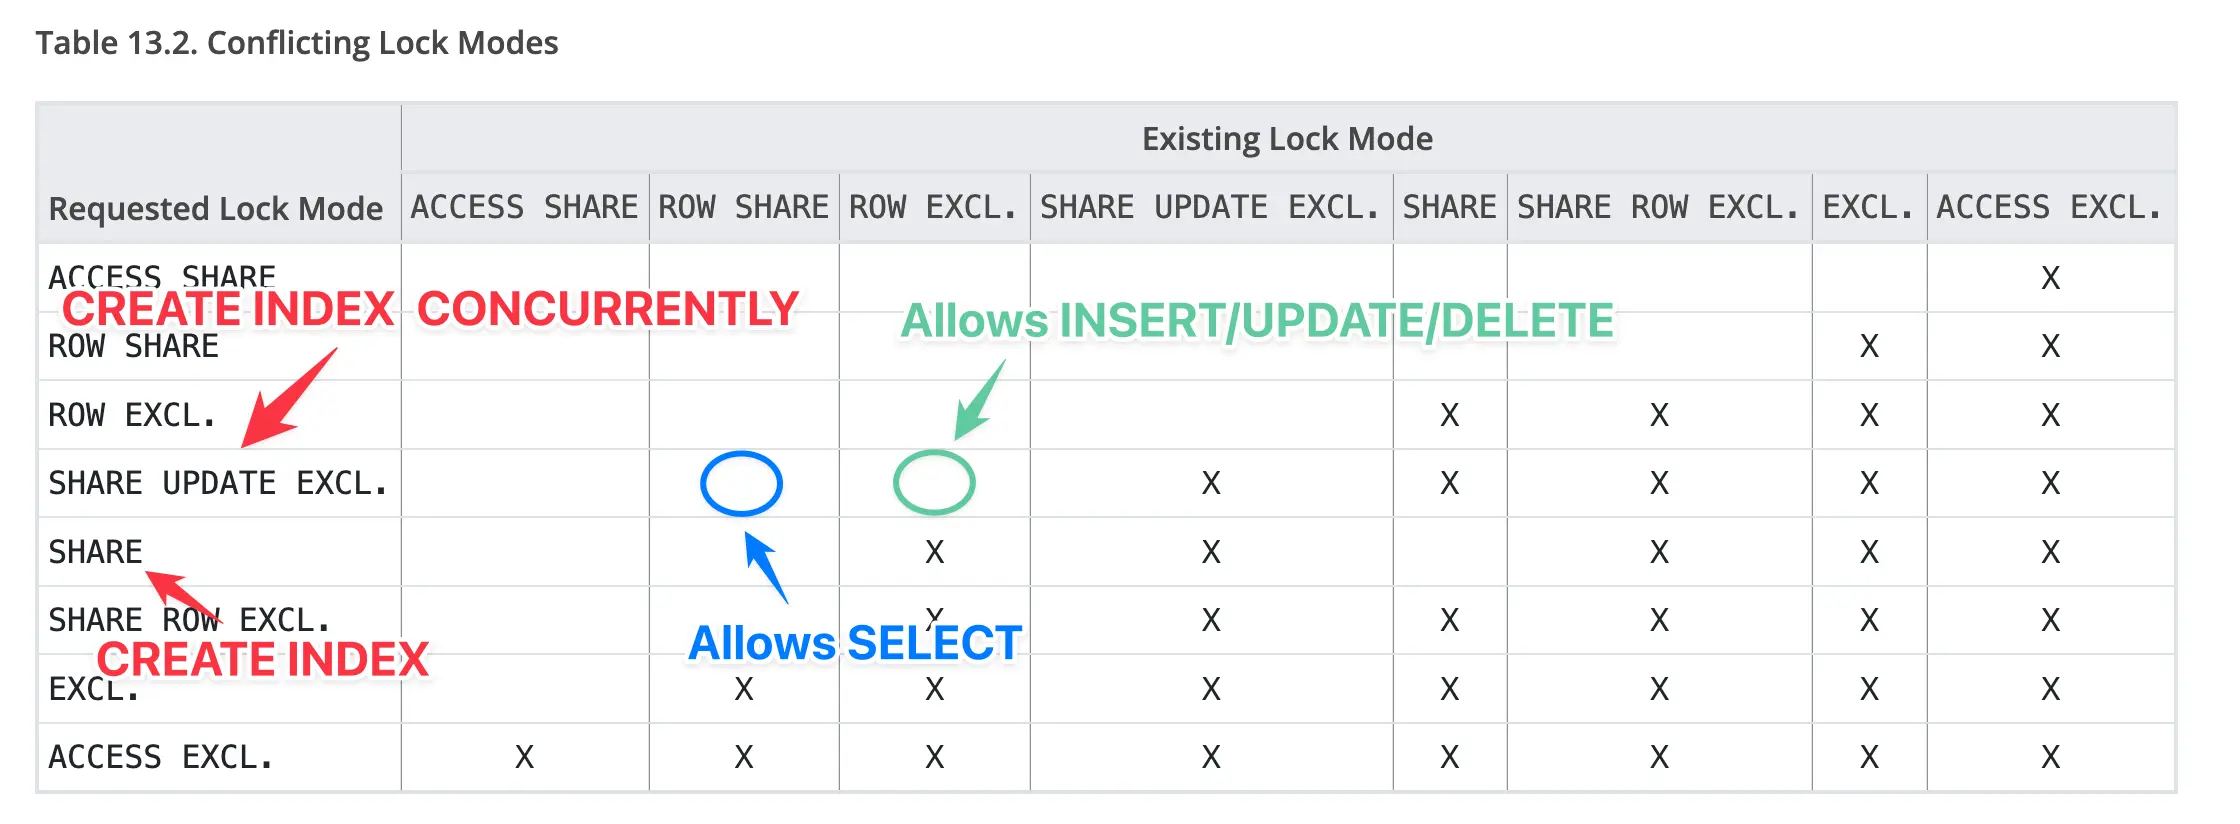 Table 13.2. Conflicting Lock Modes
Existing Lock Mode
Requested Lock Mode ACCESS SHARE ROW SHARE ROW EXCL. SHARE UPDATE EXCL. SHARE SHARE ROW EXCL. EXCL. ACCESS EXCL.
ACCESS SHARE X
CREATE INDEX CONCURRENTLY
Allows INSERT/UPDATE/DELETE
ROW SHARE X X
ROW EXCL. X X X X
SHARE UPDATE EXCL. X X X X X
SHARE X X X X X
SHARE ROW EXCL. X X X X X X
Allows SELECT
CREATE INDEX
EXCL. X X X X X X X
ACCESS EXCL. X X X X X X X X